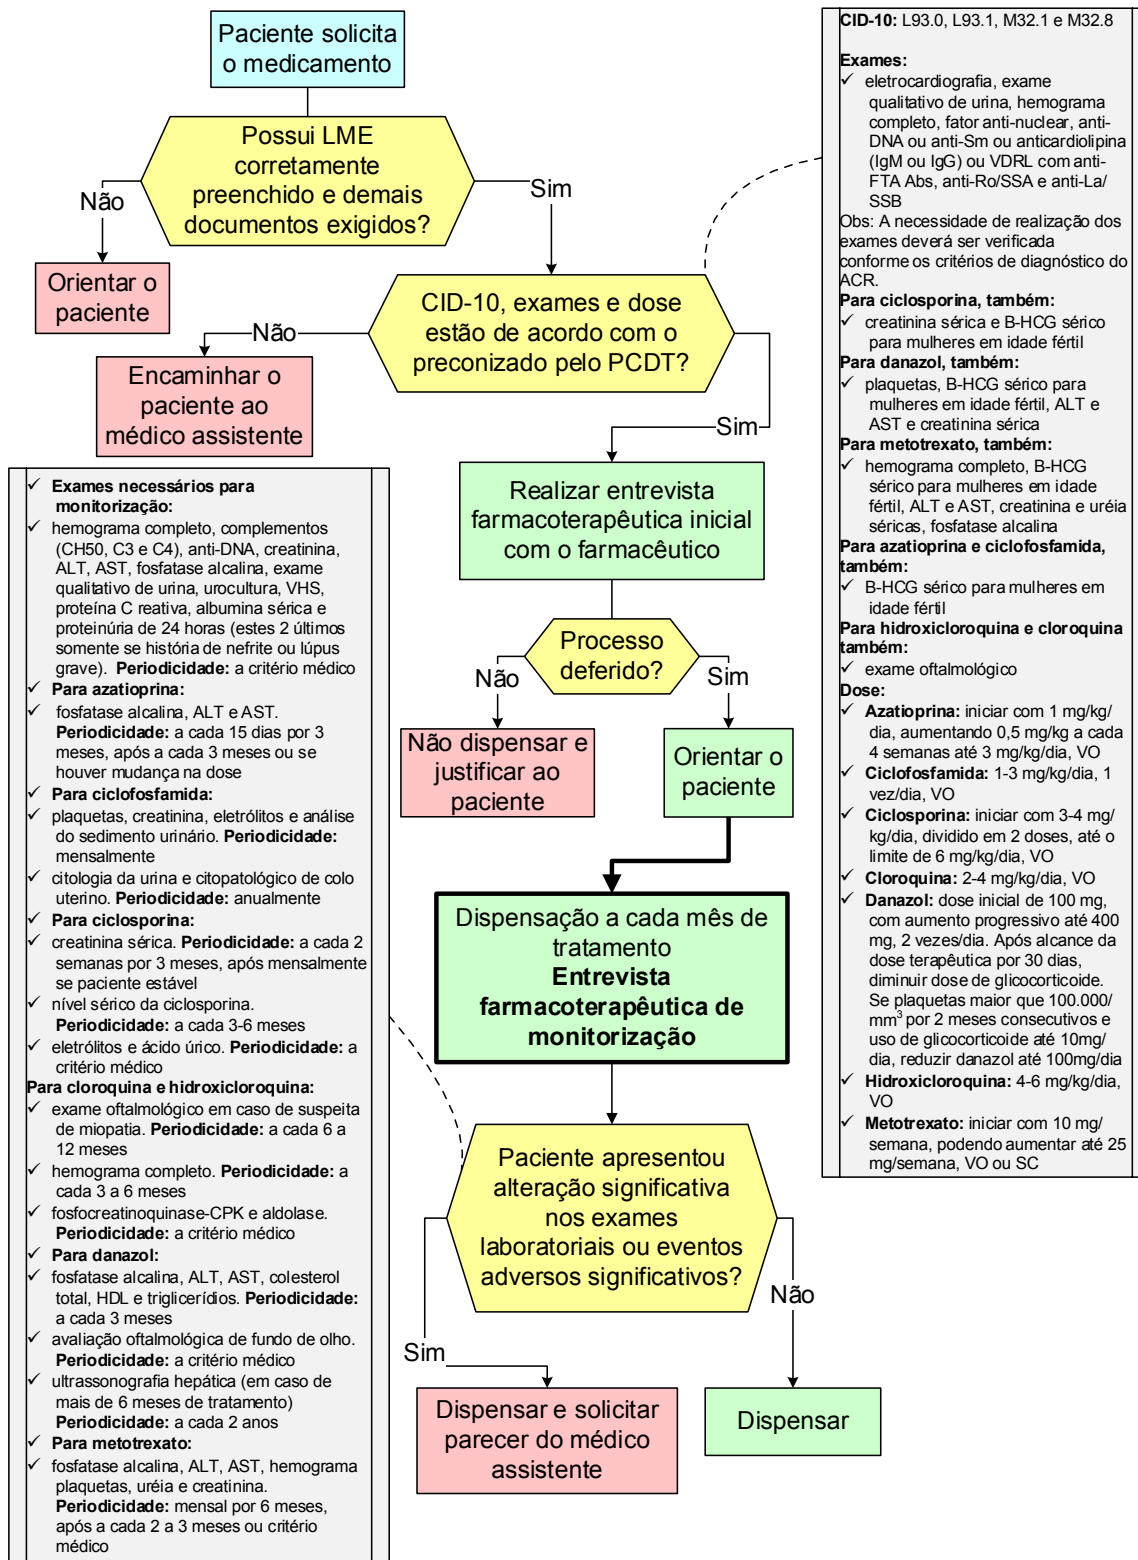 Paciente solicita
o medicamento
Possui LME
corretamente
preenchido e demais
documentos exigidos?
Não
Sim
Orientar o
paciente
CID-10, exames e dose
estão de acordo com o
preconizado pelo PCDT?
Não
Sim
Encaminhar o
paciente ao
médico assistente
Realizar entrevista
farmacoterapêutica inicial
com o farmacêutico
Processo
deferido?
Não
Sim
Não dispensar e
justificar ao
paciente
Orientar o
paciente
Dispensação a cada mês de
tratamento
Entrevista
farmacoterapêutica de
monitorização
Paciente apresentou
alteração significativa
nos exames
laboratoriais ou eventos
adversos significativos?
Sim
Não
Dispensar e solicitar
parecer do médico
assistente
Dispensar
CID-10: L93.0, L93.1, M32.1 e M32.8
Exames:
✓ eletrocardiografia, exame
qualitativo de urina, hemograma
completo, fator anti-nuclear, anti-
DNA ou anti-Sm ou anticardiolipina
(IgM ou IgG) ou VDRL com anti-
FTA Abs, anti-Ro/SSA e anti-La/
SSB
Obs: A necessidade de realização dos
exames deverá ser verificada
conforme os critérios de diagnóstico do
ACR.
Para ciclosporina, também:
✓ creatinina sérica e B-HCG sérico
para mulheres em idade fértil
Para danazol, também:
✓ plaquetas, B-HCG sérico para
mulheres em idade fértil, ALT e
AST e creatinina sérica
Para metotrexato, também:
✓ hemograma completo, B-HCG
sérico para mulheres em idade
fértil, ALT e AST, creatinina e uréia
séricas, fosfatase alcalina
Para azatioprina e ciclofosfamida,
também:
✓ B-HCG sérico para mulheres em
idade fértil
Para hidroxicloroquina e cloroquina
também:
✓ exame oftalmológico
Dose:
✓ Azatioprina: iniciar com 1 mg/kg/
dia, aumentando 0,5 mg/kg a cada
4 semanas até 3 mg/kg/dia, VO
✓ Ciclofosfamida: 1-3 mg/kg/dia, 1
vez/dia, VO
✓ Ciclosporina: iniciar com 3-4 mg/
kg/dia, dividido em 2 doses, até o
limite de 6 mg/kg/dia, VO
✓ Cloroquina: 2-4 mg/kg/dia, VO
✓ Danazol: dose inicial de 100 mg,
com aumento progressivo até 400
mg, 2 vezes/dia. Após alcance da
dose terapêutica por 30 dias,
diminuir dose de glicocorticoide.
Se plaquetas maior que 100.000/
mm³ por 2 meses consecutivos e
uso de glicocorticoide até 10mg/
dia, reduzir danazol até 100mg/dia
✓ Hidroxicloroquina: 4-6 mg/kg/dia,
VO
✓ Metotrexato: iniciar com 10 mg/
semana, podendo aumentar até 25
mg/semana, VO ou SC
✓ Exames necessários para
monitorização:
✓ hemograma completo, complementos
(CH50, C3 e C4), anti-DNA, creatinina,
ALT, AST, fosfatase alcalina, exame
qualitativo de urina, urocultura, VHS,
proteína C reativa, albumina sérica e
proteinúria de 24 horas (estes 2 últimos
somente se história de nefrite ou lúpus
grave). Periodicidade: a critério médico
✓ Para azatioprina:
✓ fosfatase alcalina, ALT e AST.
Periodicidade: a cada 15 dias por 3
meses, após a cada 3 meses ou se
houver mudança na dose
✓ Para ciclofosfamida:
✓ plaquetas, creatinina, eletrólitos e análise
do sedimento urinário. Periodicidade:
mensalmente
✓ citologia da urina e citopatológico de colo
uterino. Periodicidade: anualmente
✓ Para ciclosporina:
✓ creatinina sérica. Periodicidade: a cada 2
semanas por 3 meses, após mensalmente
se paciente estável
✓ nível sérico da ciclosporina.
Periodicidade: a cada 3-6 meses
✓ eletrólitos e ácido úrico. Periodicidade: a
critério médico
Para cloroquina e hidroxicloroquina:
✓ exame oftalmológico em caso de suspeita
de miopatia. Periodicidade: a cada 6 a
12 meses
✓ hemograma completo. Periodicidade: a
cada 3 a 6 meses
✓ fosfocreatinoquinase-CPK e aldolase.
Periodicidade: a critério médico
✓ Para danazol:
✓ fosfatase alcalina, ALT, AST, colesterol
total, HDL e triglicerídios. Periodicidade:
a cada 3 meses
✓ avaliação oftalmológica de fundo de olho.
Periodicidade: a critério médico
✓ ultrassonografia hepática (em caso de
mais de 6 meses de tratamento)
Periodicidade: a cada 2 anos
✓ Para metotrexato:
✓ fosfatase alcalina, ALT, AST, hemograma
plaquetas, uréia e creatinina.
Periodicidade: mensal por 6 meses,
após a cada 2 a 3 meses ou critério
médico